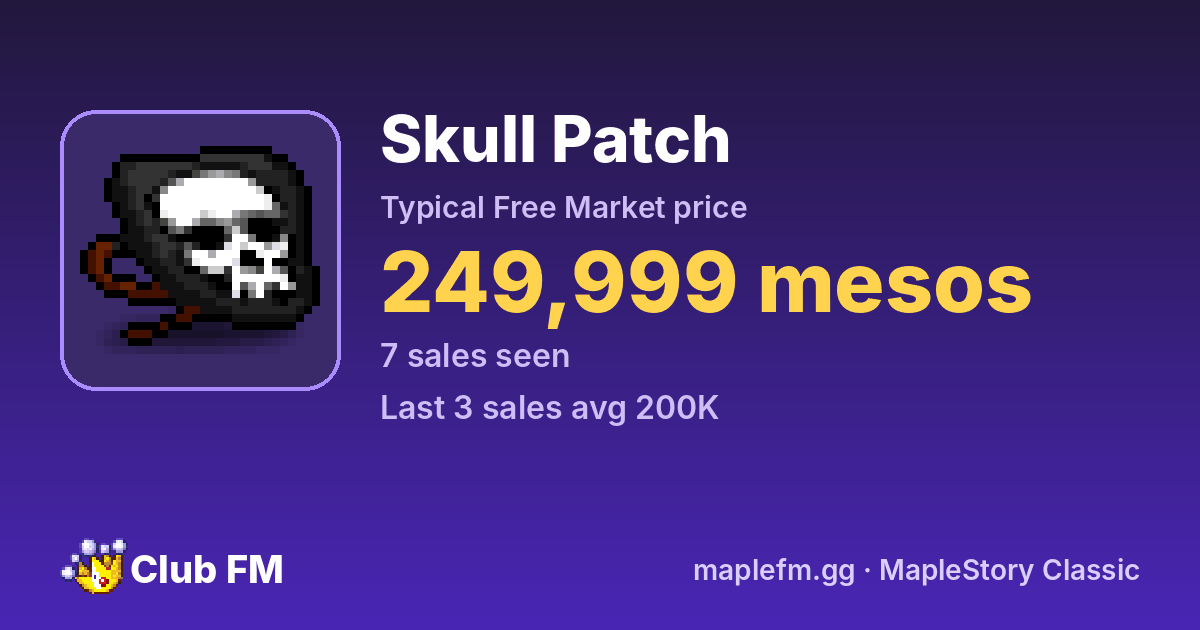 Skull Patch
Typical Free Market price
249,999 mesos
7 sales seen
Last 3 sales avg 200K
Club FM
maplefm.gg · MapleStory Classic